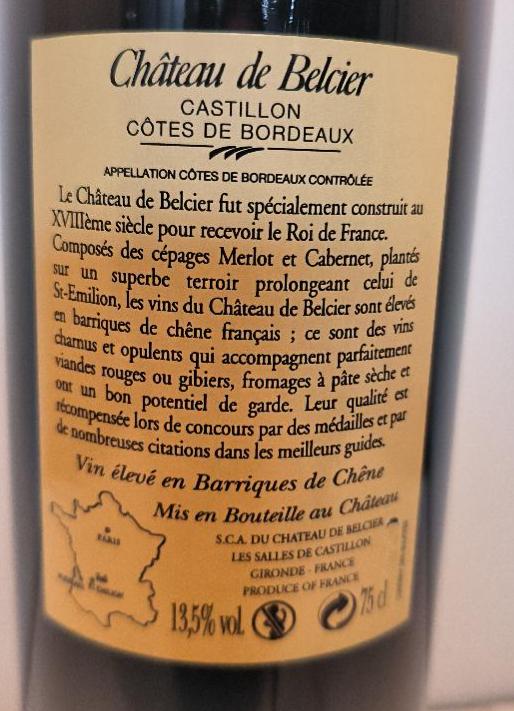 Château de Belcier
CASTILLON
CÔTES DE BORDEAUX
APPELLATION CÔTES DE BORDEAUX CONTRÔLÉE
Le Château de Belcier fut spécialement construit au
XVIIIème siècle pour recevoir le Roi de France.
Composés des cépages Merlot et Cabernet, plantés
sur un superbe terroir prolongeant celui de
St-Emilion, les vins du Château de Belcier sont élevés
en barriques de chêne français ; ce sont des vins
charnus et opulents qui accompagnent parfaitement
viandes rouges ou gibiers, fromages à pâte sèche et
ont un bon potentiel de garde. Leur qualité est
récompensée lors de concours par des médailles et par
de nombreuses citations dans les meilleurs guides.
Vin élevé en Barriques de Chêne
Mis en Bouteille au Château
PARIS
S.C.A. DU CHATEAU DE BELCIER
LES SALLES DE CASTILLON
GIRONDE - FRANCE
PRODUCE OF FRANCE
13,5% vol. 75 cl